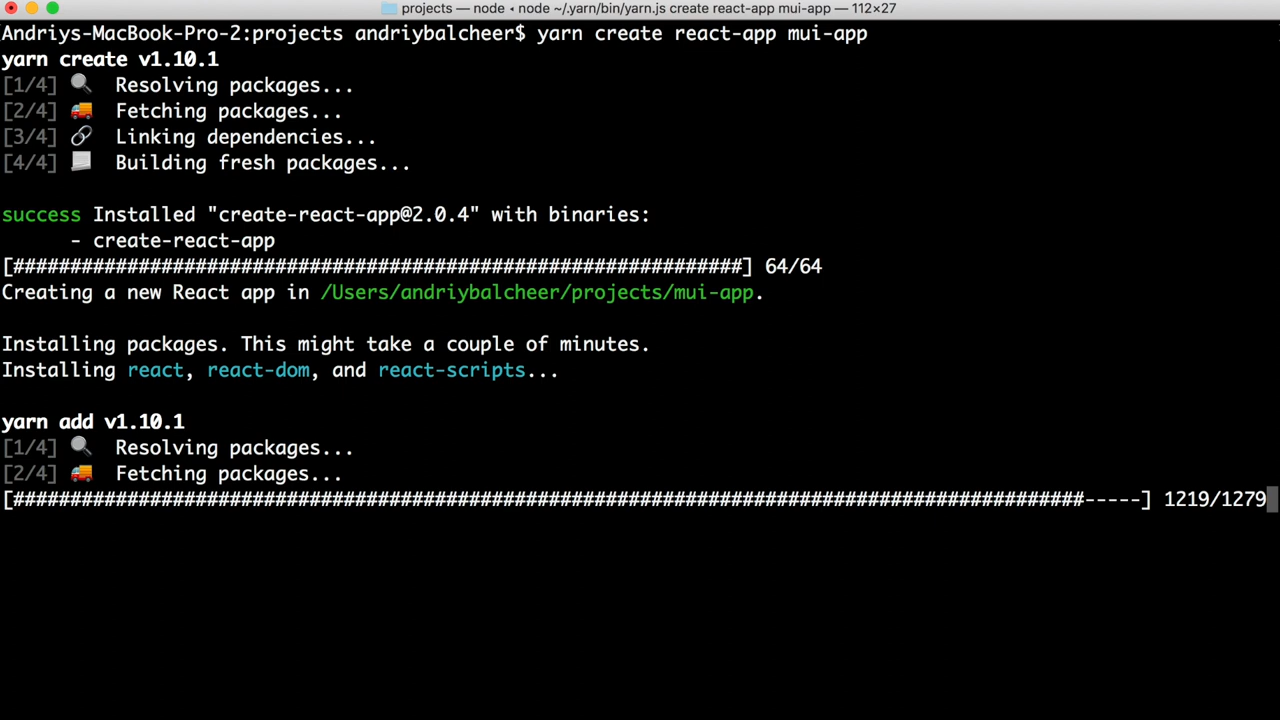 projects — node ◂ node ~/.yarn/bin/yarn.js create react-app mui-app — 112×27
Andriys-MacBook-Pro-2:projects andriybalcheer$ yarn create react-app mui-app
yarn create v1.10.1
[1/4] 🔍 Resolving packages...
[2/4] 🚚 Fetching packages...
[3/4] 🔗 Linking dependencies...
[4/4] 📃 Building fresh packages...
success Installed "create-react-app@2.0.4" with binaries:
- create-react-app
[################################################################] 64/64
Creating a new React app in /Users/andriybalcheer/projects/mui-app.
Installing packages. This might take a couple of minutes.
Installing react, react-dom, and react-scripts...
yarn add v1.10.1
[1/4] 🔍 Resolving packages...
[2/4] 🚚 Fetching packages...
[##############################################################################################-----] 1219/1279